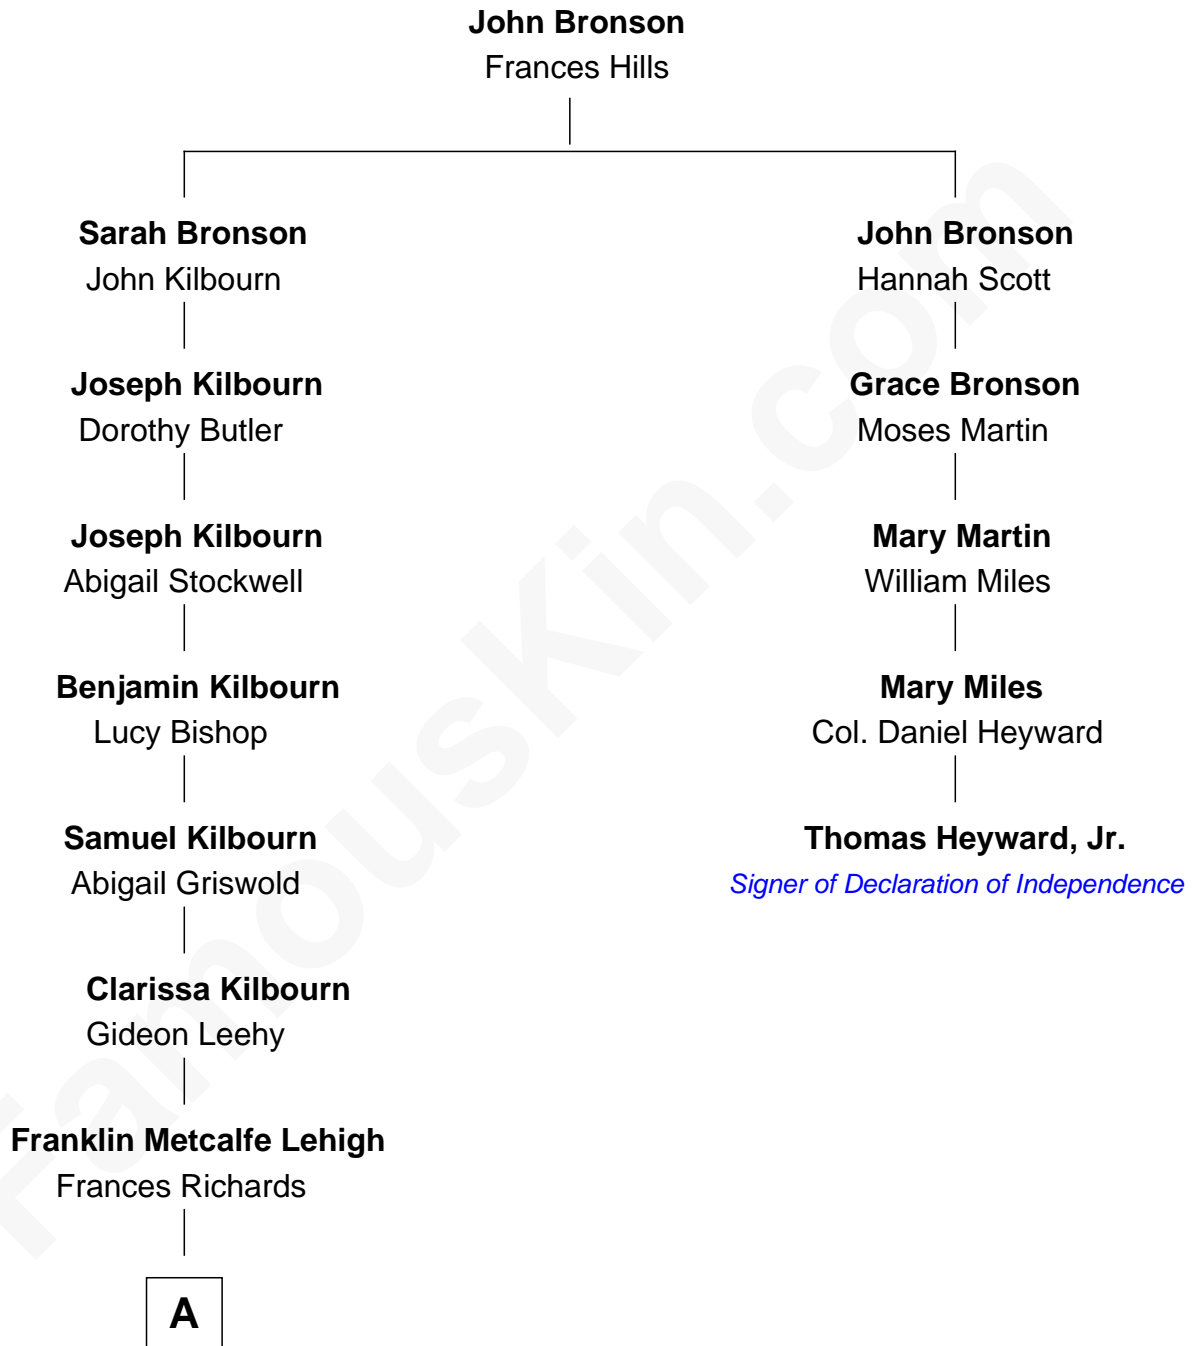 John Bronson
Frances Hills
Sarah Bronson
John Kilbourn
Joseph Kilbourn
Dorothy Butler
Joseph Kilbourn
Abigail Stockwell
Benjamin Kilbourn
Lucy Bishop
Samuel Kilbourn
Abigail Griswold
Clarissa Kilbourn
Gideon Leehy
Franklin Metcalfe Lehigh
Frances Richards
A
John Bronson
Hannah Scott
Grace Bronson
Moses Martin
Mary Martin
William Miles
Mary Miles
Col. Daniel Heyward
Thomas Heyward, Jr.
Signer of Declaration of Independence
FamousKin.com